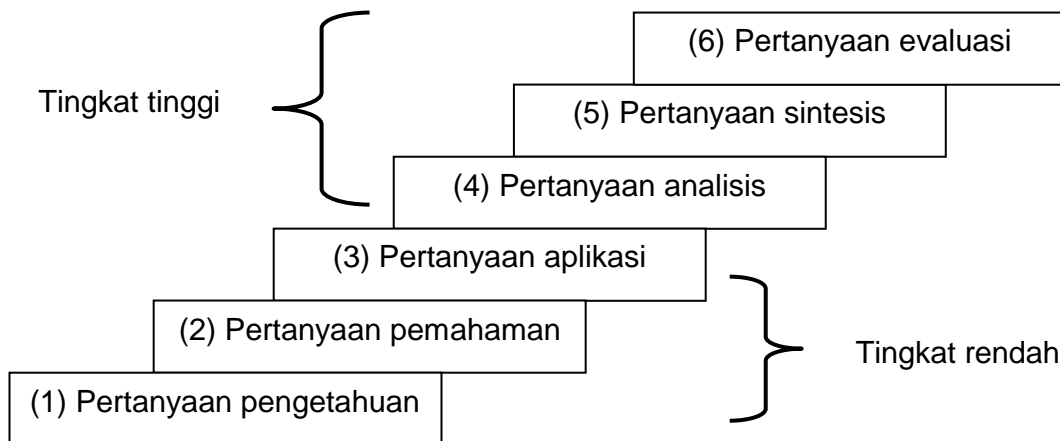 (6) Pertanyaan evaluasi
Tingkat tinggi
(5) Pertanyaan sintesis
(4) Pertanyaan analisis
(3) Pertanyaan aplikasi
(2) Pertanyaan pemahaman
Tingkat rendah
(1) Pertanyaan pengetahuan